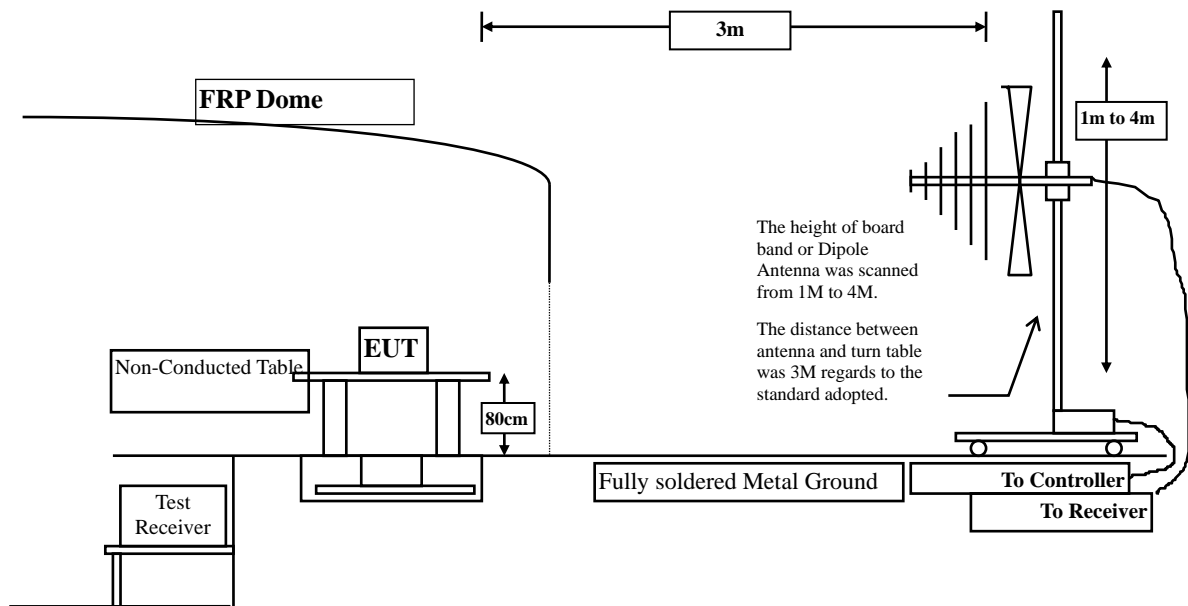 3m
FRP Dome
1m to 4m
The height of board
band or Dipole
Antenna was scanned
from 1M to 4M.
The distance between
antenna and turn table
was 3M regards to the
standard adopted.
EUT
Non-Conducted Table
80cm
Fully soldered Metal Ground
To Controller
To Receiver
Test
Receiver